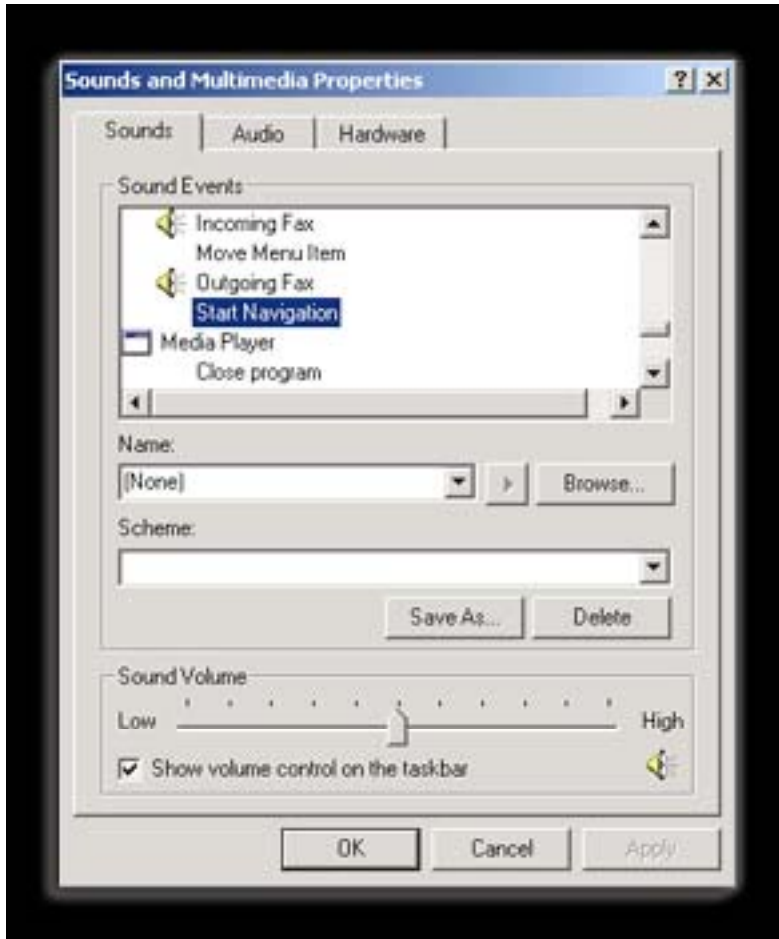 Sounds and Multimedia Properties
Sounds Audio Hardware
Sound Events
Incoming Fax
Move Menu Item
Outgoing Fax
Start Navigation
Media Player
Close program
Name:
(None) Browse...
Scheme:
Save As... Delete
Sound Volume
Low High
Show volume control on the taskbar
OK Cancel Apply